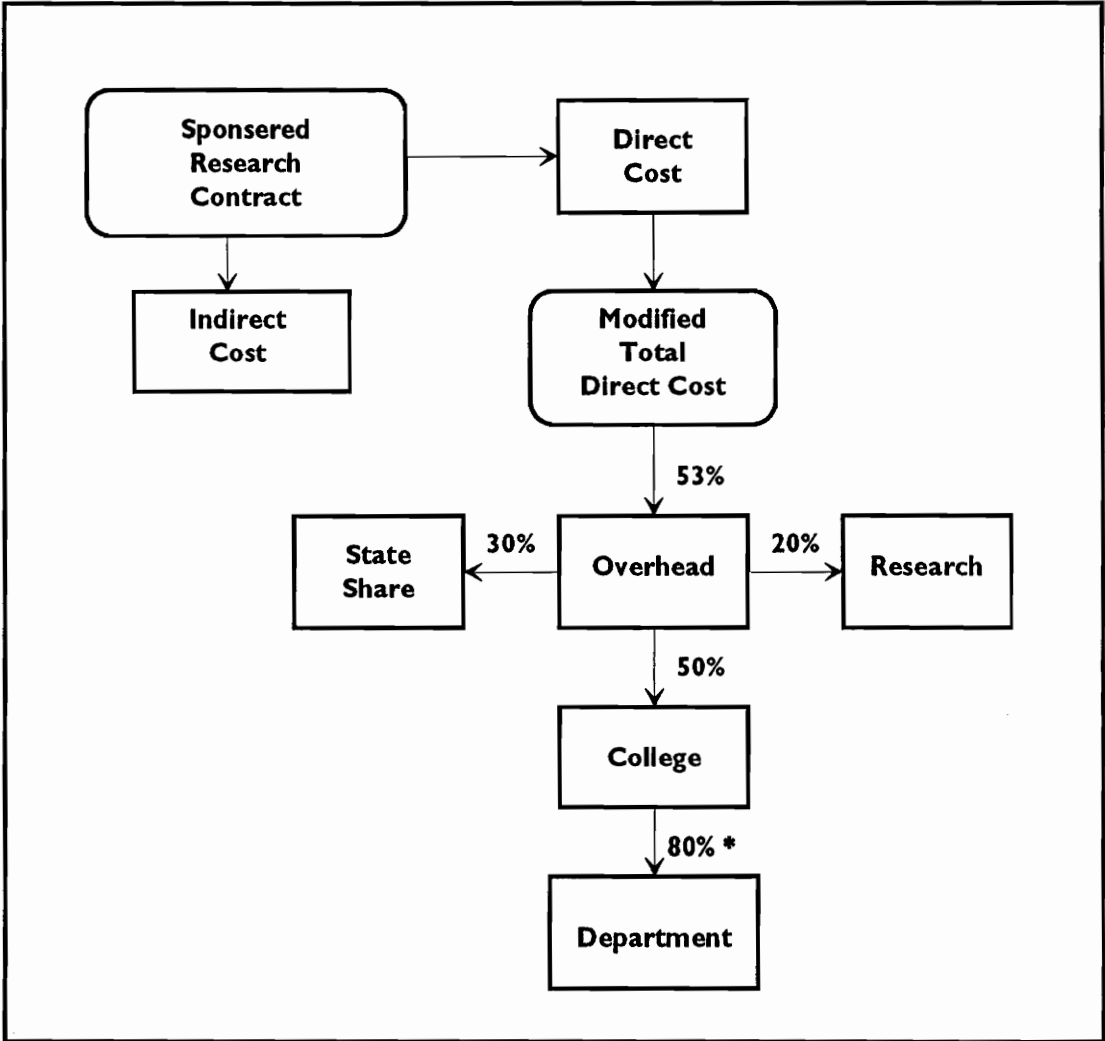 Sponsered
Research
Contract
Direct
Cost
Indirect
Cost
Modified
Total
Direct Cost
53%
State
Share
30%
Overhead
20%
Research
50%
College
80% *
Department